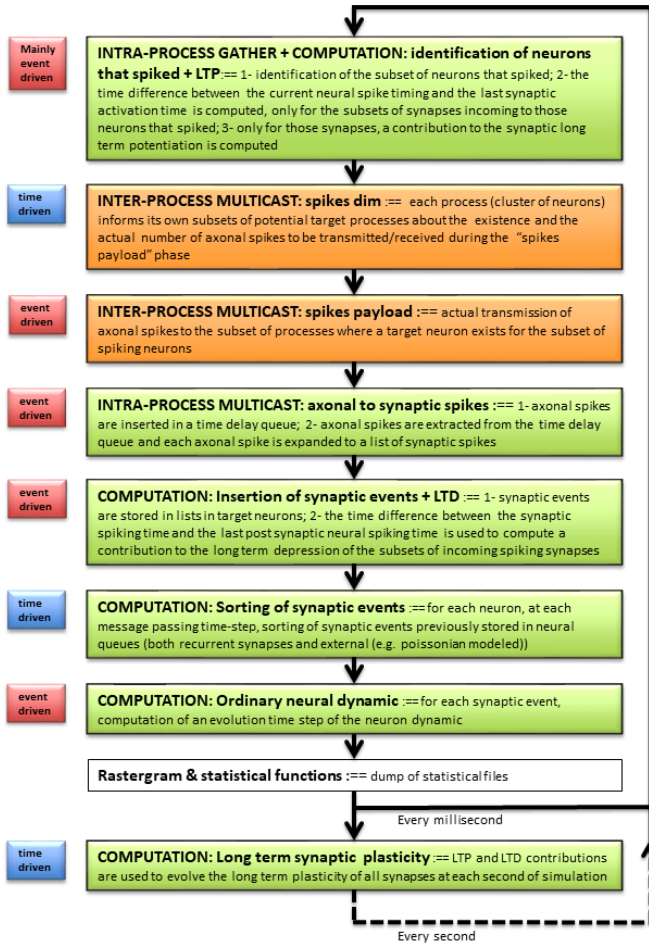 Mainly
event
driven
INTRA-PROCESS GATHER + COMPUTATION: identification of neurons
that spiked + LTP :== 1- identification of the subset of neurons that spiked; 2- the
time difference between the current neural spike timing and the last synaptic
activation time is computed, only for the subsets of synapses incoming to those
neurons that spiked; 3- only for those synapses, a contribution to the synaptic long
term potentiation is computed
time
driven
INTER-PROCESS MULTICAST: spikes dim :== each process (cluster of neurons)
informs its own subsets of potential target processes about the existence and the
actual number of axonal spikes to be transmitted/received during the "spikes
payload" phase
event
driven
INTER-PROCESS MULTICAST: spikes payload :== actual transmission of
axonal spikes to the subset of processes where a target neuron exists for the subset of
spiking neurons
event
driven
INTRA-PROCESS MULTICAST: axonal to synaptic spikes :== 1- axonal spikes
are inserted in a time delay queue; 2- axonal spikes are extracted from the time delay
queue and each axonal spike is expanded to a list of synaptic spikes
event
driven
COMPUTATION: Insertion of synaptic events + LTD :== 1- synaptic events
are stored in lists in target neurons; 2- the time difference between the synaptic
spiking time and the last post synaptic neural spiking time is used to compute a
contribution to the long term depression of the subsets of incoming spiking synapses
time
driven
COMPUTATION: Sorting of synaptic events :== for each neuron, at each
message passing time-step, sorting of synaptic events previously stored in neural
queues (both recurrent synapses and external (e.g. poissonian modeled))
event
driven
COMPUTATION: Ordinary neural dynamic :== for each synaptic event,
computation of an evolution time step of the neuron dynamic
Rastergram & statistical functions :== dump of statistical files
Every millisecond
time
driven
COMPUTATION: Long term synaptic plasticity :== LTP and LTD contributions
are used to evolve the long term plasticity of all synapses at each second of simulation
Every second